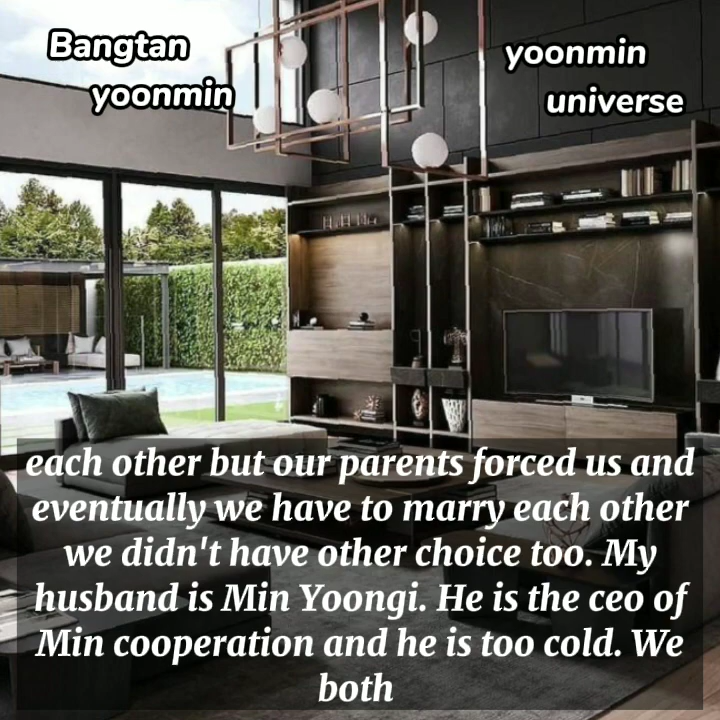 Bangtan
yoonmin
yoonmin
universe
each other but our parents forced us and
eventually we have to marry each other
we didn't have other choice too. My
husband is Min Yoongi. He is the ceo of
Min cooperation and he is too cold. We
both